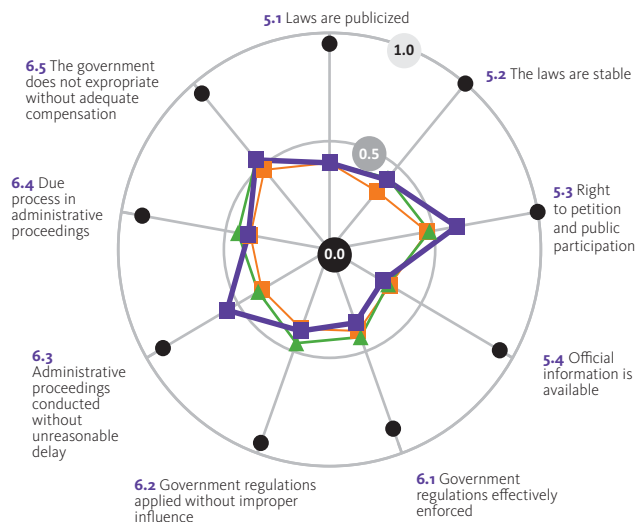 5.1 Laws are publicized
1.0
5.2 The laws are stable
0.5
5.3 Right
to petition
and public
participation
0.0
5.4 Official
information is
available
6.1 Government
regulations effectively
enforced
6.2 Government regulations
applied without improper
influence
6.3
Administrative
proceedings
conducted
without
unreasonable
delay
6.4 Due
process in
administrative
proceedings
6.5 The government
does not expropriate
without adequate
compensation